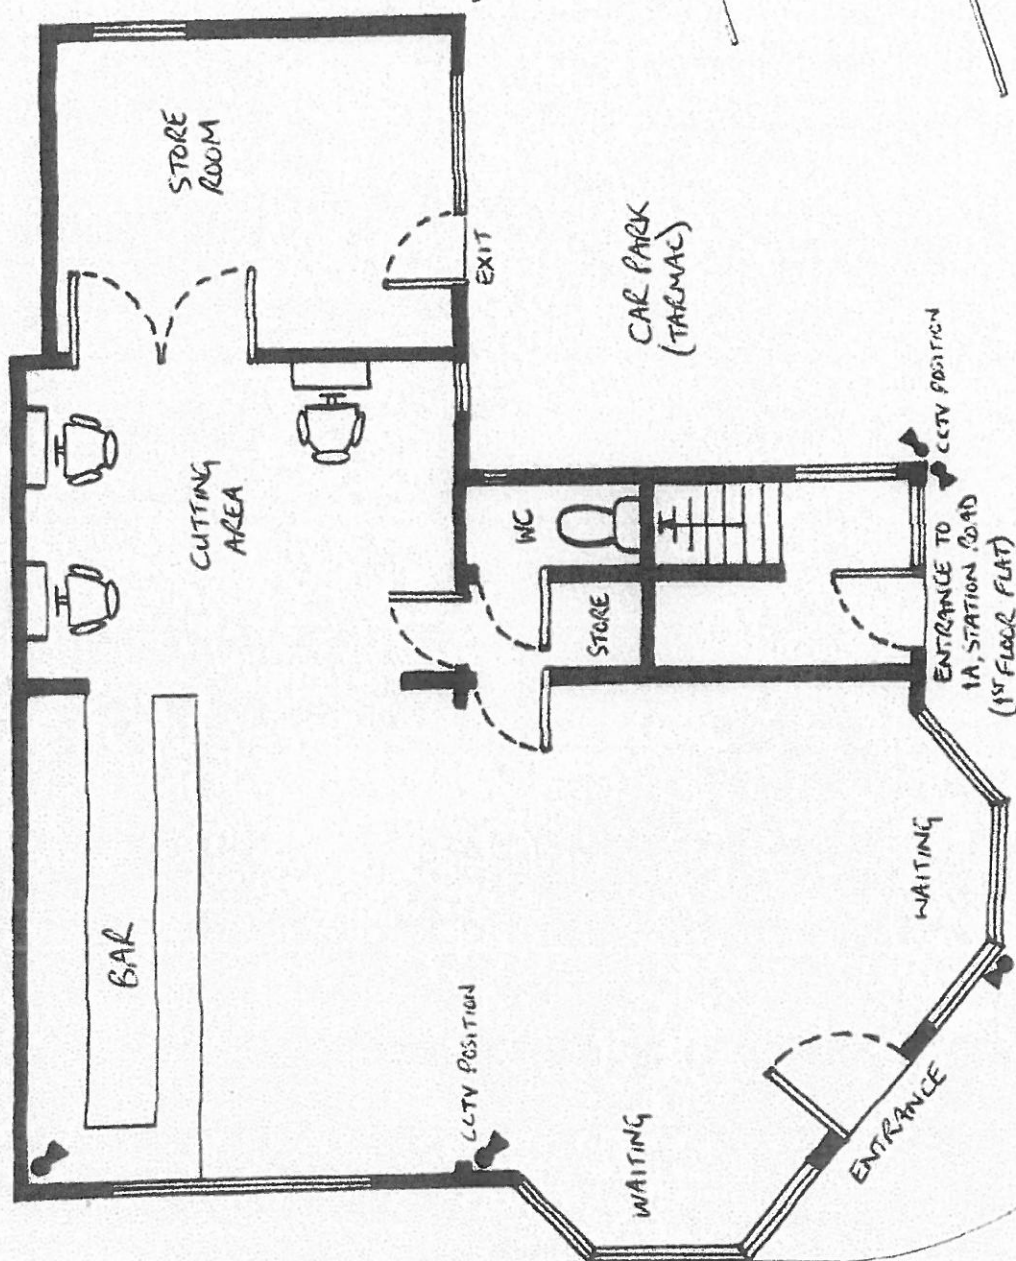 STORE
ROOM
EXIT
CAR PARK
(TARMAC)
CUTTING
AREA
WC
STORE
CCTV POSITION
ENTRANCE TO
1A, STATION ROAD
(1ST FLOOR FLAT)
BAR
CCTV POSITION
WAITING
WAITING
ENTRANCE